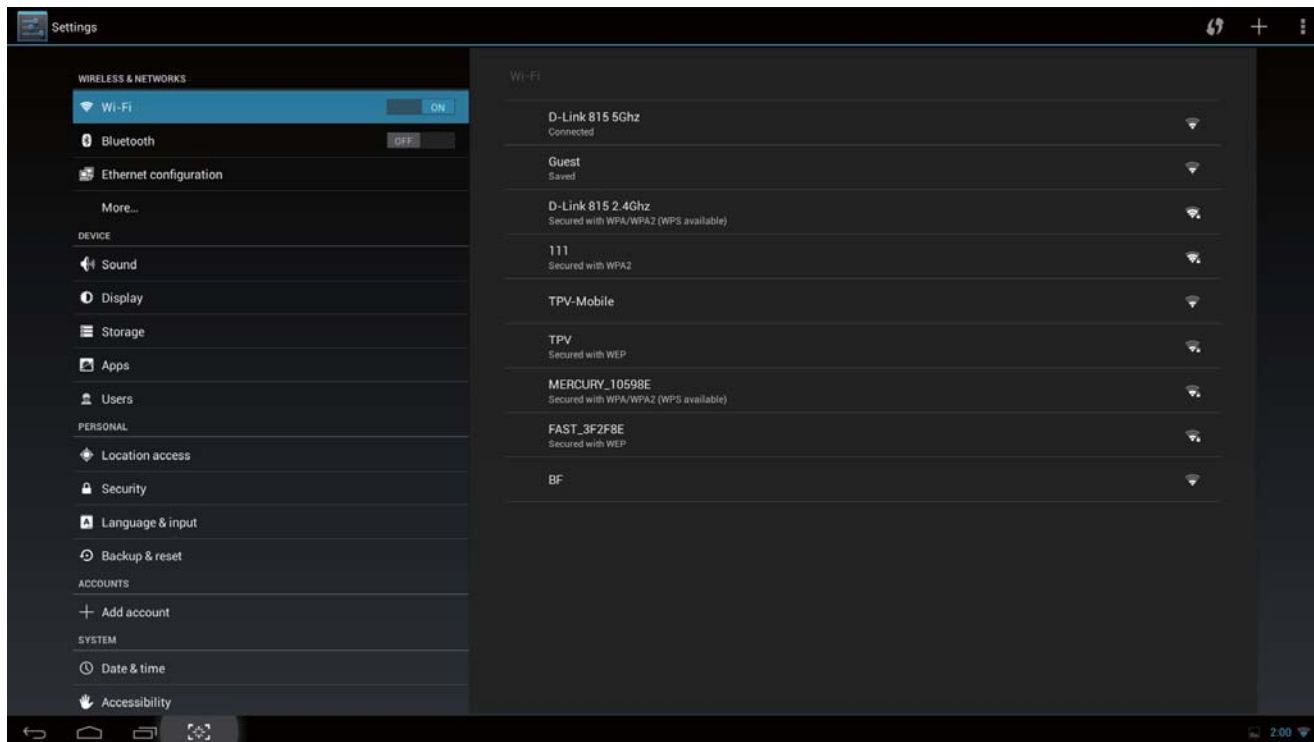 Settings
WIRELESS & NETWORKS
Wi-Fi
ON
Bluetooth
OFF
Ethernet configuration
More...
DEVICE
Sound
Display
Storage
Apps
Users
PERSONAL
Location access
Security
Language & input
Backup & reset
ACCOUNTS
Add account
SYSTEM
Date & time
Accessibility
Wi-Fi
D-Link 815 5Ghz
Connected
Guest
Saved
D-Link 815 2.4Ghz
Secured with WPA/WPA2 (WPS available)
111
Secured with WPA2
TPV-Mobile
TPV
Secured with WEP
MERCURY_10598E
Secured with WPA/WPA2 (WPS available)
FAST_3F2F8E
Secured with WEP
BF
2:00